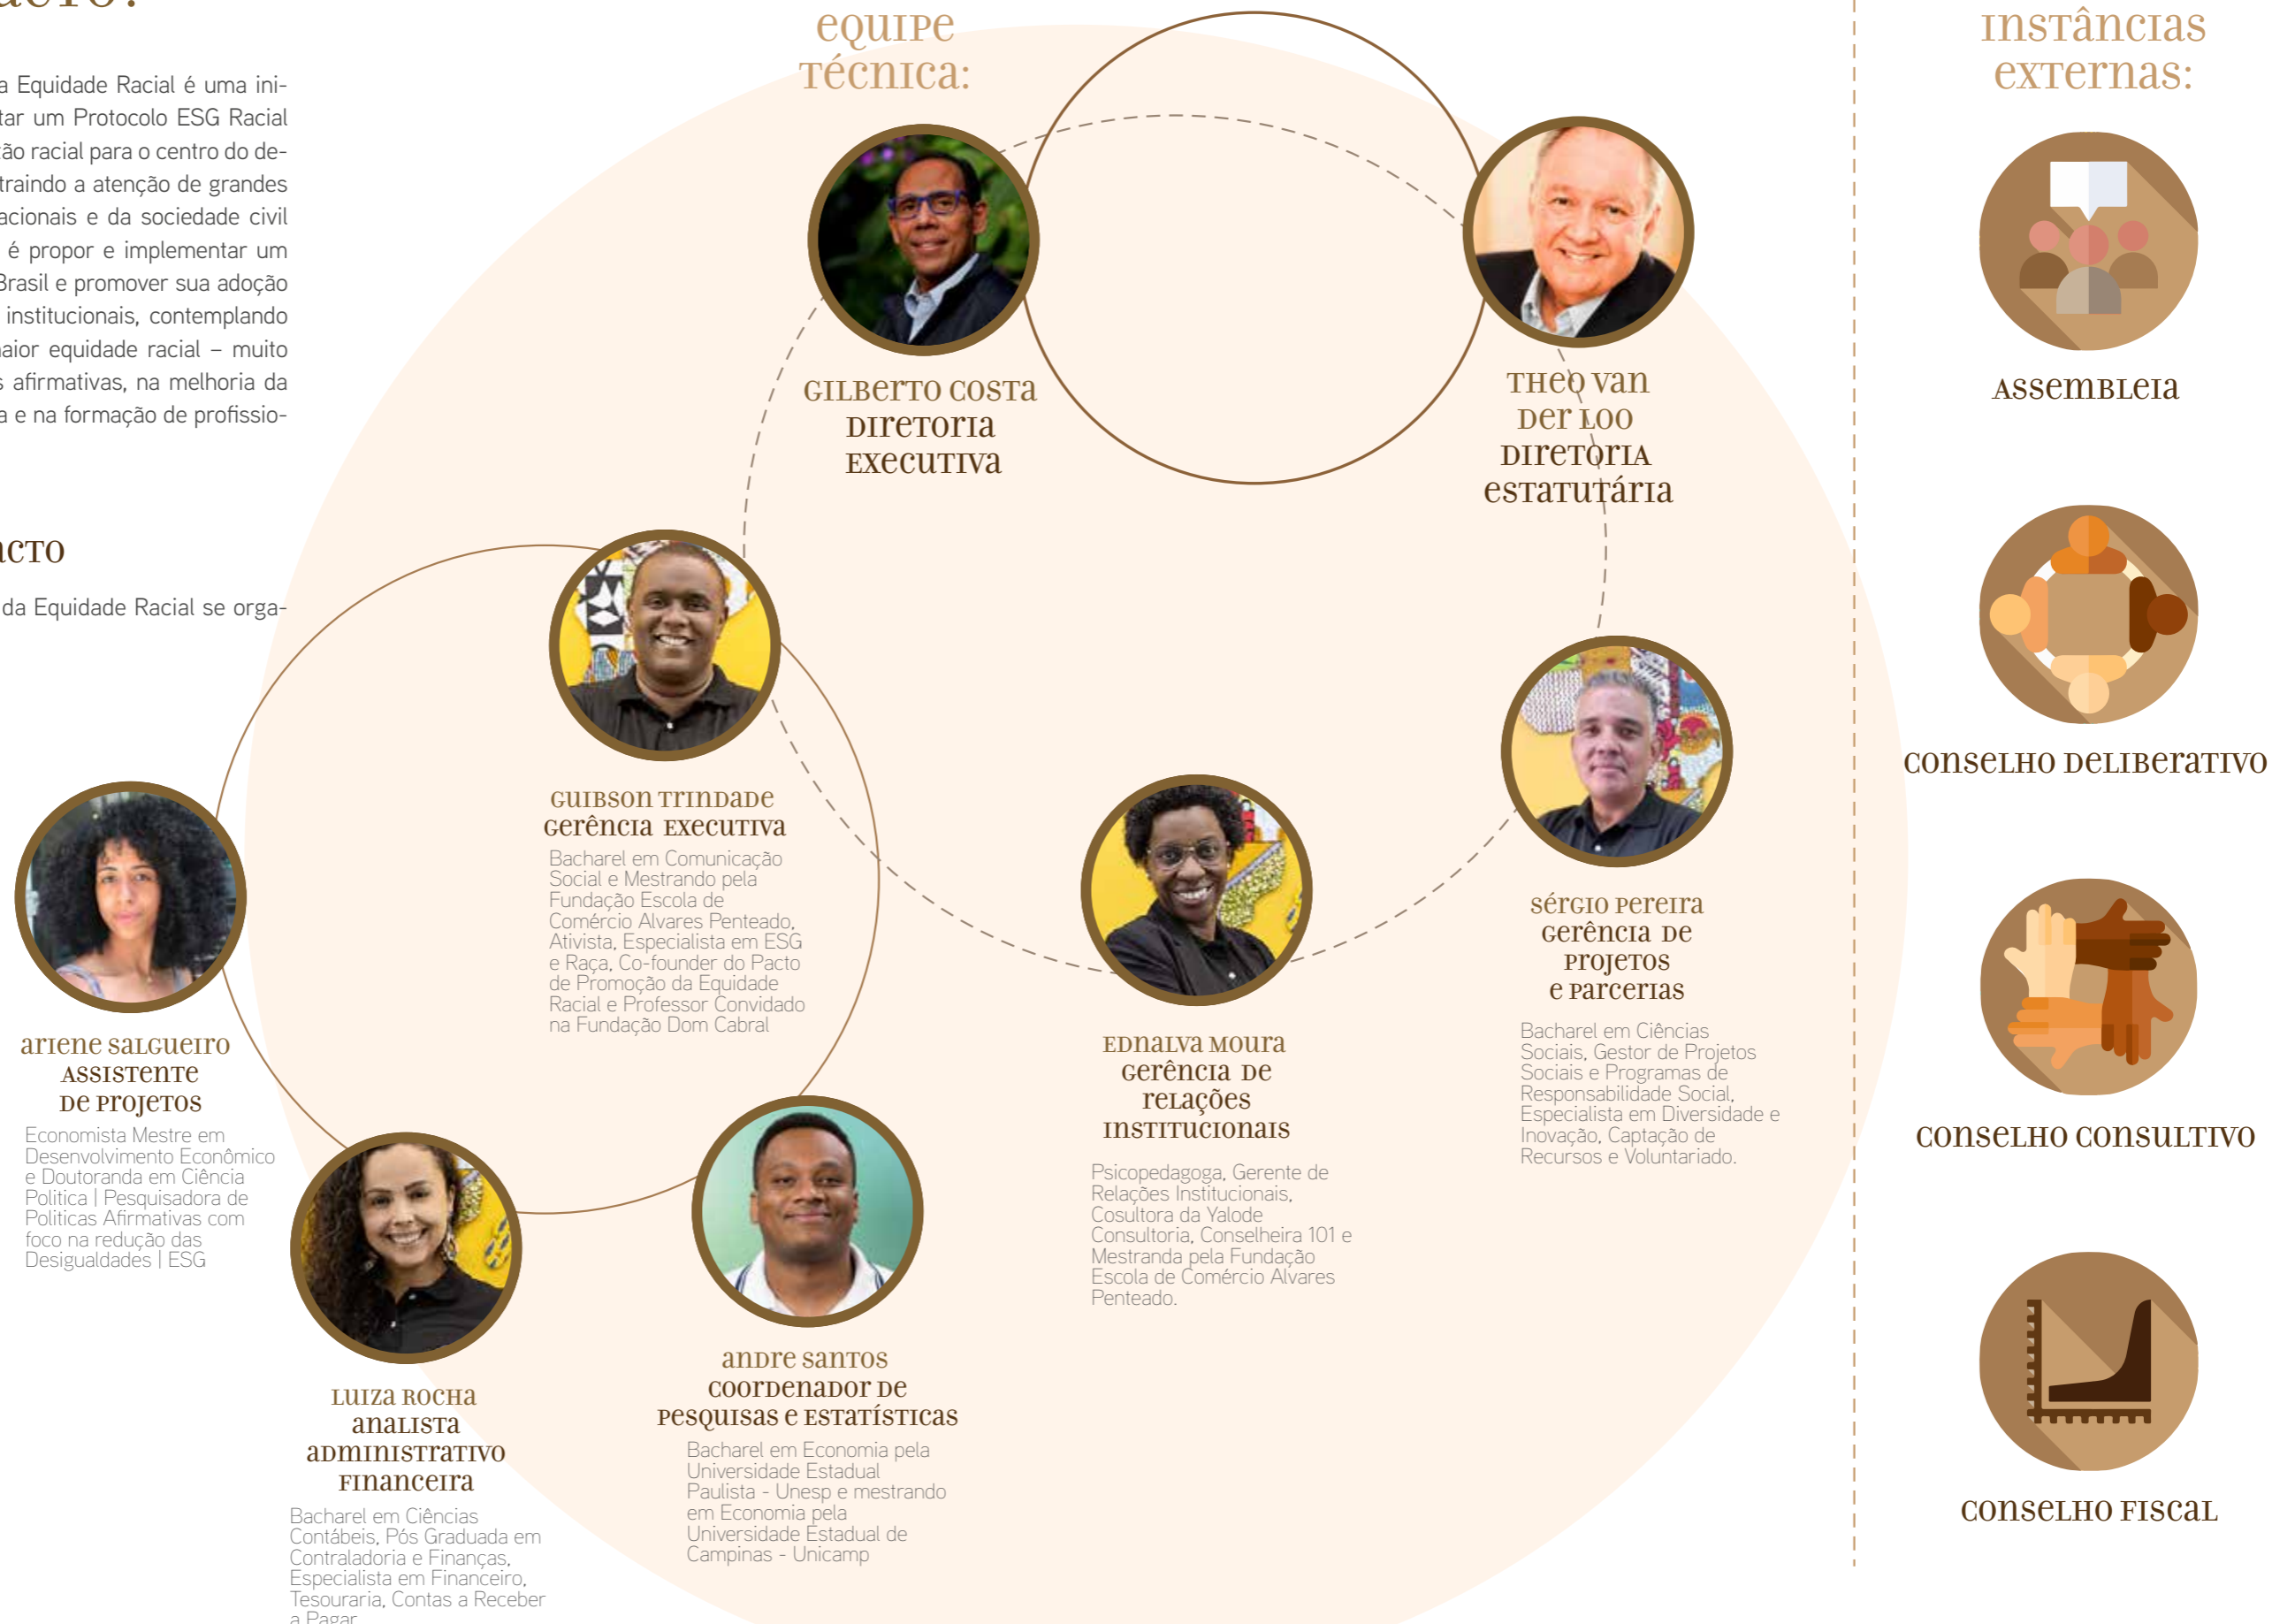 a Equidade Racial é uma ini-
tar um Protocolo ESG Racial
ão racial para o centro do de-
traindo a atenção de grandes
acionais e da sociedade civil
é propor e implementar um
Brasil e promover sua adoção
institucionais, contemplando
aior equidade racial – muito
s afirmativas, na melhoria da
a e na formação de profissio-
da Equidade Racial se orga-
EQUIPE
TÉCNICA:
GILBERTO COSTA
DIRETORIA
EXECUTIVA
THEO VAN
DER LOO
DIRETORIA
ESTATUTÁRIA
GUIBSON TRINDADE
GERÊNCIA EXECUTIVA
Bacharel em Comunicação
Social e Mestrando pela
Fundação Escola de
Comércio Alvares Penteado,
Ativista, Especialista em ESG
e Raça, Co-founder do Pacto
de Promoção da Equidade
Racial e Professor Convidado
na Fundação Dom Cabral
ARIENE SALGUEIRO
ASSISTENTE
DE PROJETOS
Economista Mestre em
Desenvolvimento Econômico
e Doutoranda em Ciência
Politica | Pesquisadora de
Politicas Afirmativas com
foco na redução das
Desigualdades | ESG
LUIZA ROCHA
ANALISTA
ADMINISTRATIVO
FINANCEIRA
Bacharel em Ciências
Contábeis, Pós Graduada em
Contraladoria e Finanças,
Especialista em Financeiro,
Tesouraria, Contas a Receber
a Pagar
ANDRE SANTOS
COORDENADOR DE
PESQUISAS E ESTATÍSTICAS
Bacharel em Economia pela
Universidade Estadual
Paulista - Unesp e mestrando
em Economia pela
Universidade Estadual de
Campinas - Unicamp
EDNALVA MOURA
GERÊNCIA DE
RELAÇÕES
INSTITUCIONAIS
Psicopedagoga, Gerente de
Relações Institucionais,
Cosultora da Yalode
Consultoria, Conselheira 101 e
Mestranda pela Fundação
Escola de Comércio Alvares
Penteado.
SÉRGIO PEREIRA
GERÊNCIA DE
PROJETOS
E PARCERIAS
Bacharel em Ciências
Sociais, Gestor de Projetos
Sociais e Programas de
Responsabilidade Social,
Especialista em Diversidade e
Inovação, Captação de
Recursos e Voluntariado.
INSTÂNCIAS
EXTERNAS:
ASSEMBLEIA
CONSELHO DELIBERATIVO
CONSELHO CONSULTIVO
CONSELHO FISCAL